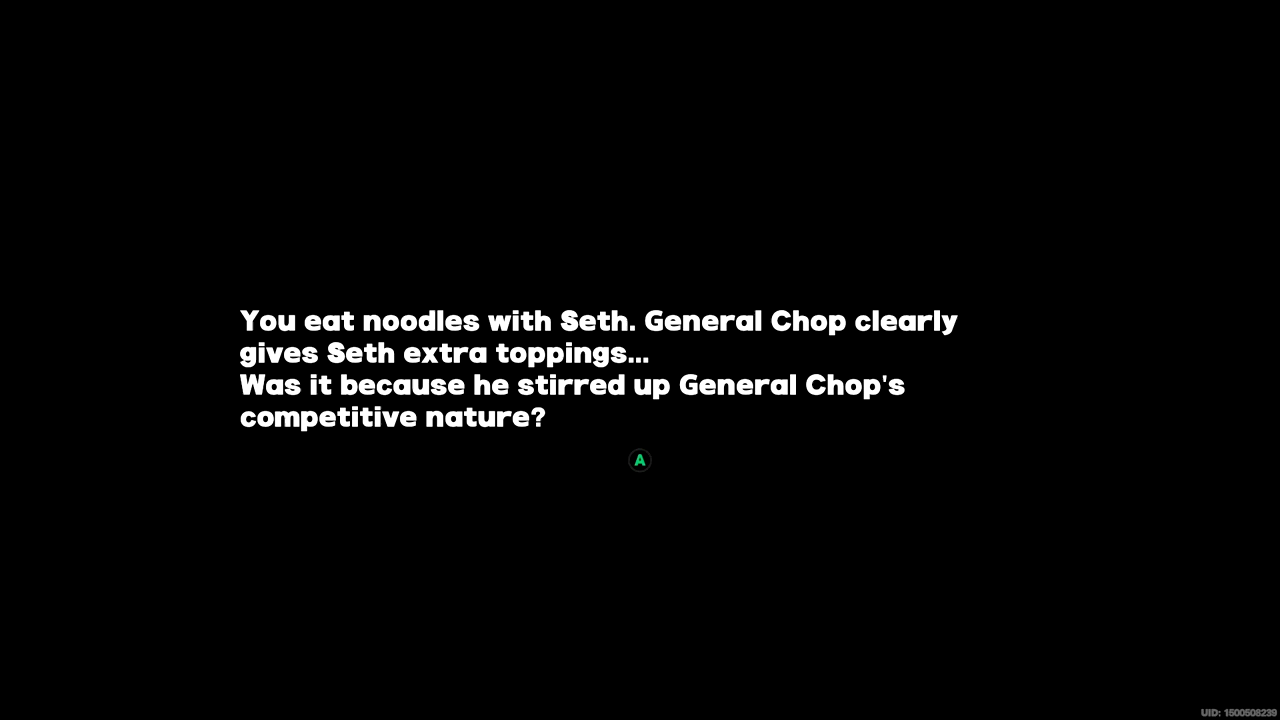 You eat noodles with Seth. General Chop clearly
gives Seth extra toppings...
Was it because he stirred up General Chop's
competitive nature?
A
UID: 1500508239